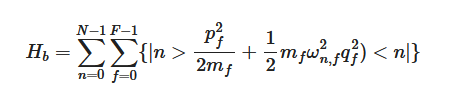 $$H_b = \sum_{n=0}^{N-1} \sum_{f=0}^{F-1} \{ |n > \frac{p_f^2}{2m_f} + \frac{1}{2} m_f \omega_{n,f}^2 q_f^2) < n| \}$$